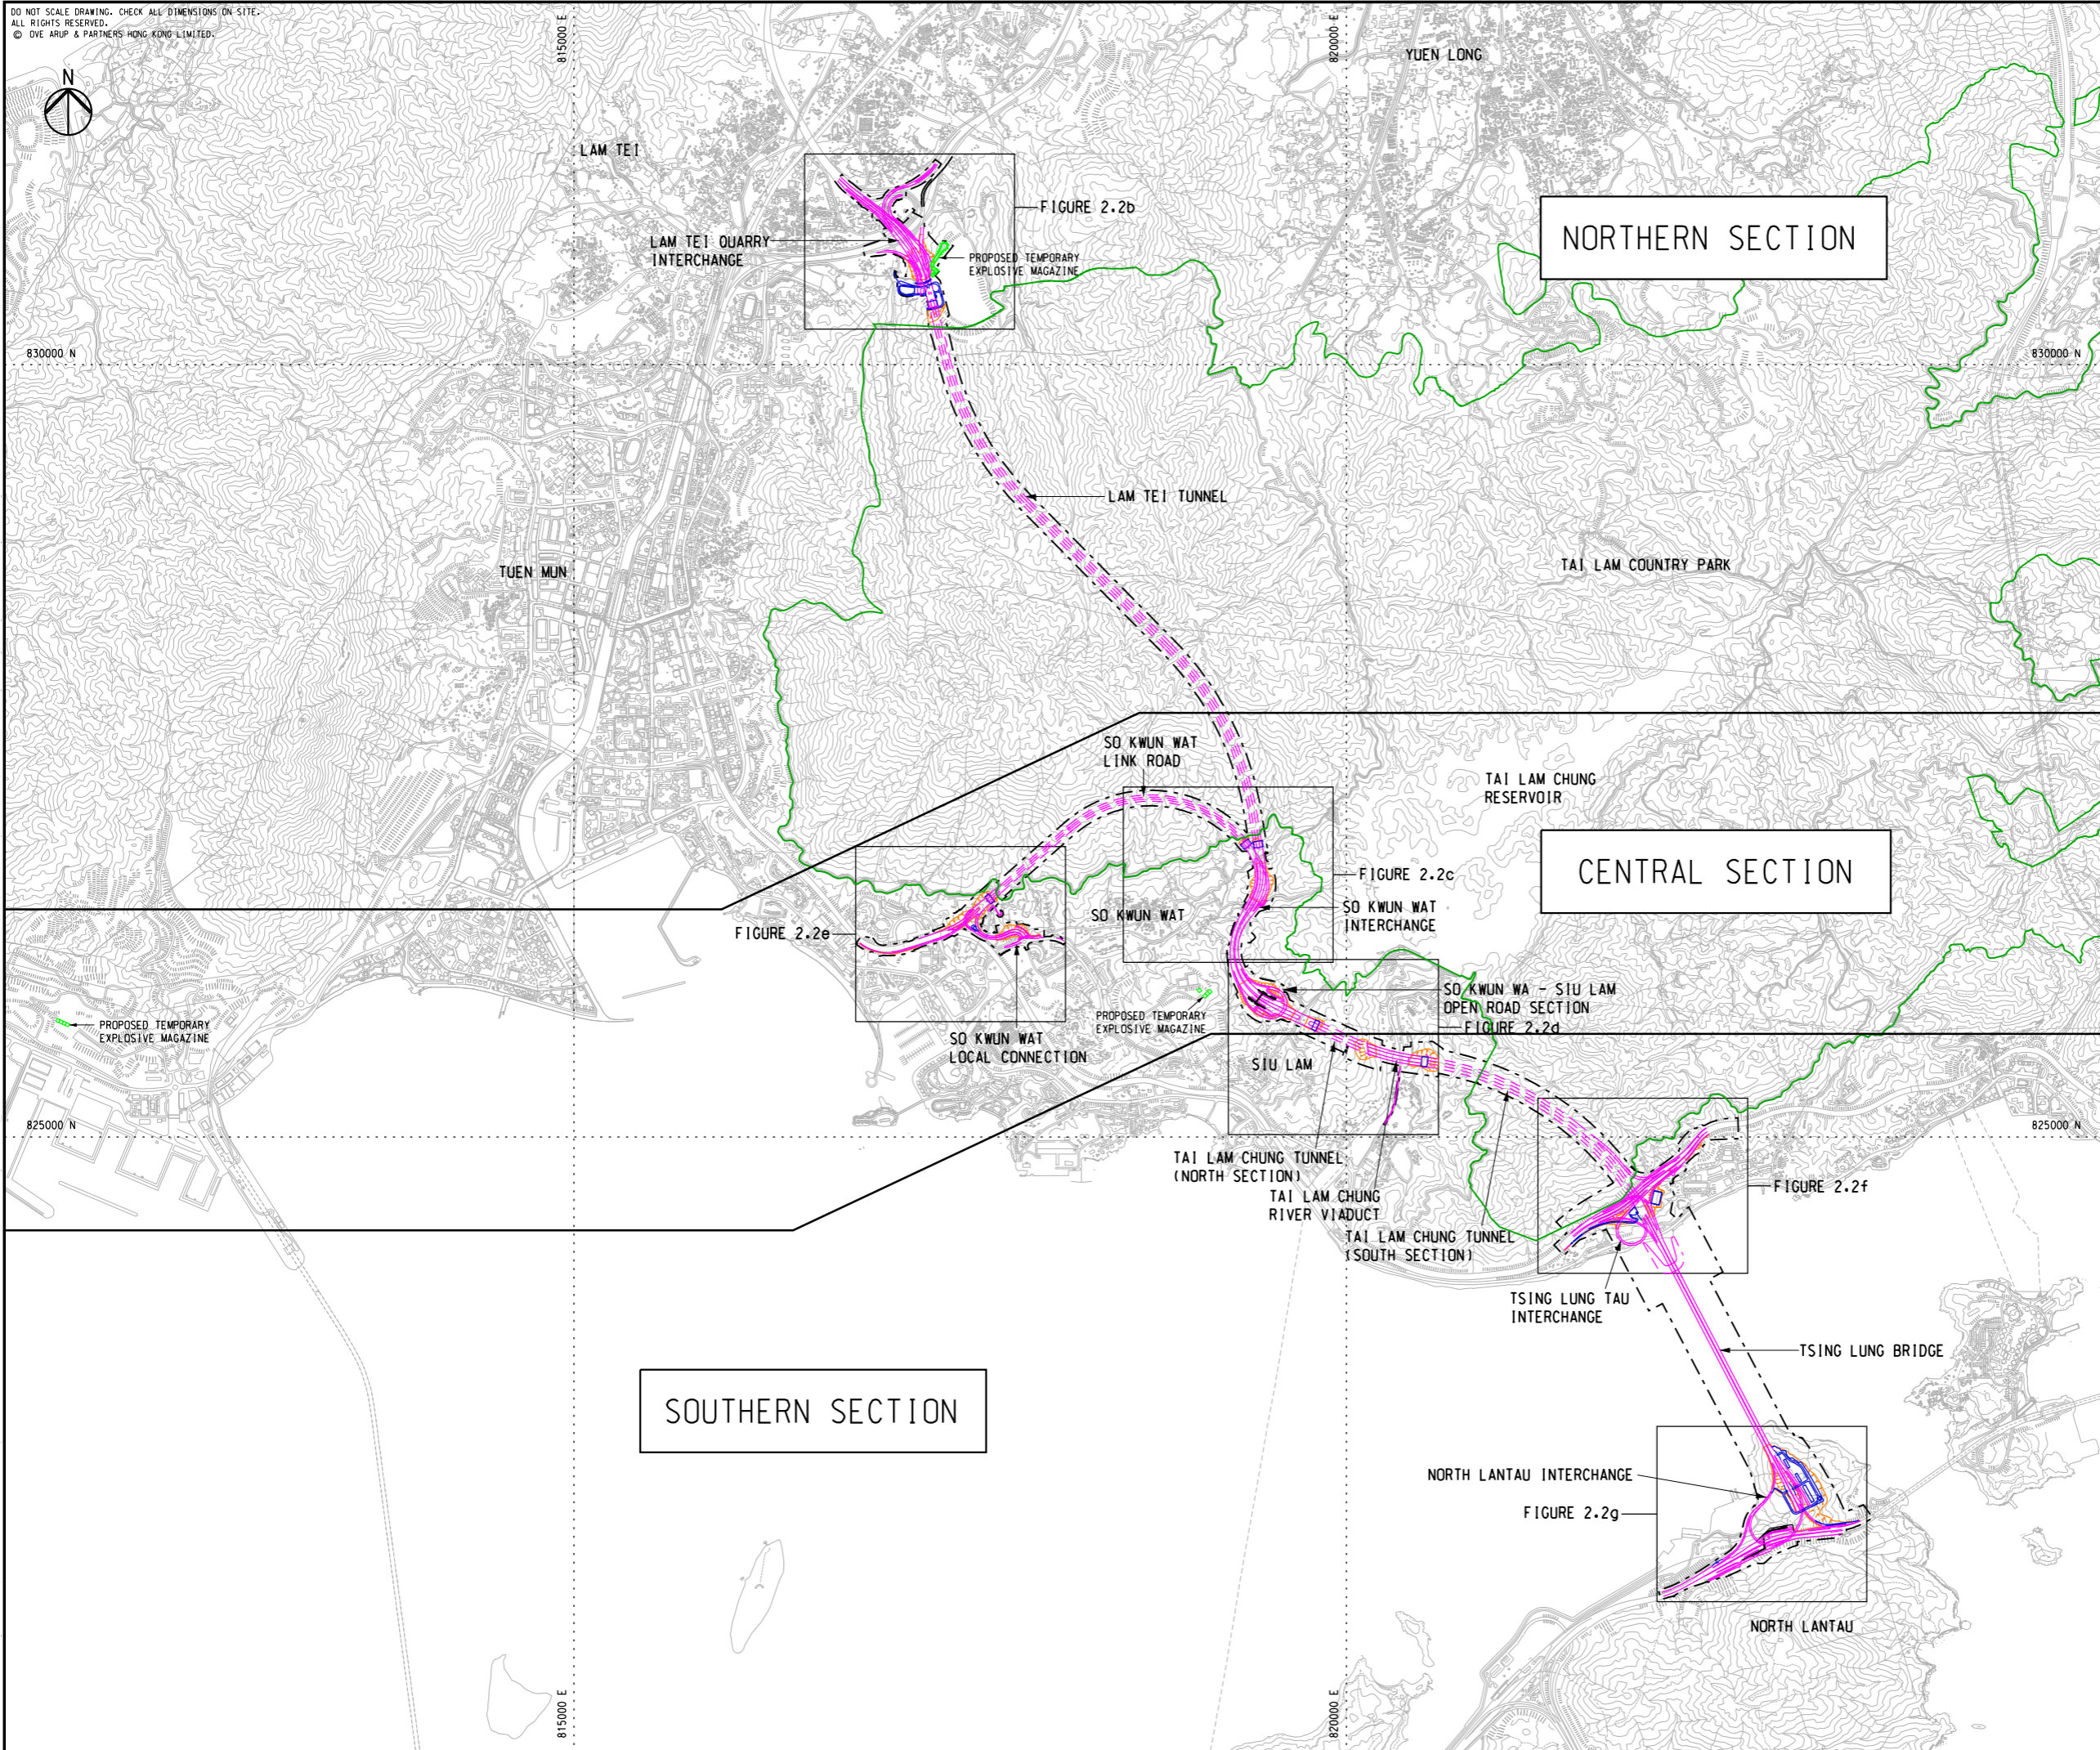 DO NOT SCALE DRAWING. CHECK ALL DIMENSIONS ON SITE.
ALL RIGHTS RESERVED.
© OVE ARUP & PARTNERS HONG KONG LIMITED.
N
815000 E
820000 E
YUEN LONG
LAM TEI
FIGURE 2.2b
LAM TEI QUARRY
INTERCHANGE
PROPOSED TEMPORARY
EXPLOSIVE MAGAZINE
NORTHERN SECTION
830000 N
830000 N
LAM TEI TUNNEL
TUEN MUN
TAI LAM COUNTRY PARK
SO KWUN WAT
LINK ROAD
TAI LAM CHUNG
RESERVOIR
CENTRAL SECTION
FIGURE 2.2c
SO KWUN WAT
SO KWUN WAT
INTERCHANGE
FIGURE 2.2e
SO KWUN WA - SIU LAM
OPEN ROAD SECTION
FIGURE 2.2d
PROPOSED TEMPORARY
EXPLOSIVE MAGAZINE
PROPOSED TEMPORARY
EXPLOSIVE MAGAZINE
SO KWUN WAT
LOCAL CONNECTION
SIU LAM
825000 N
825000 N
TAI LAM CHUNG TUNNEL
(NORTH SECTION)
TAI LAM CHUNG
RIVER VIADUCT
TAI LAM CHUNG TUNNEL
(SOUTH SECTION)
FIGURE 2.2f
TSING LUNG TAU
INTERCHANGE
TSING LUNG BRIDGE
SOUTHERN SECTION
NORTH LANTAU INTERCHANGE
FIGURE 2.2g
NORTH LANTAU
815000 E
820000 E